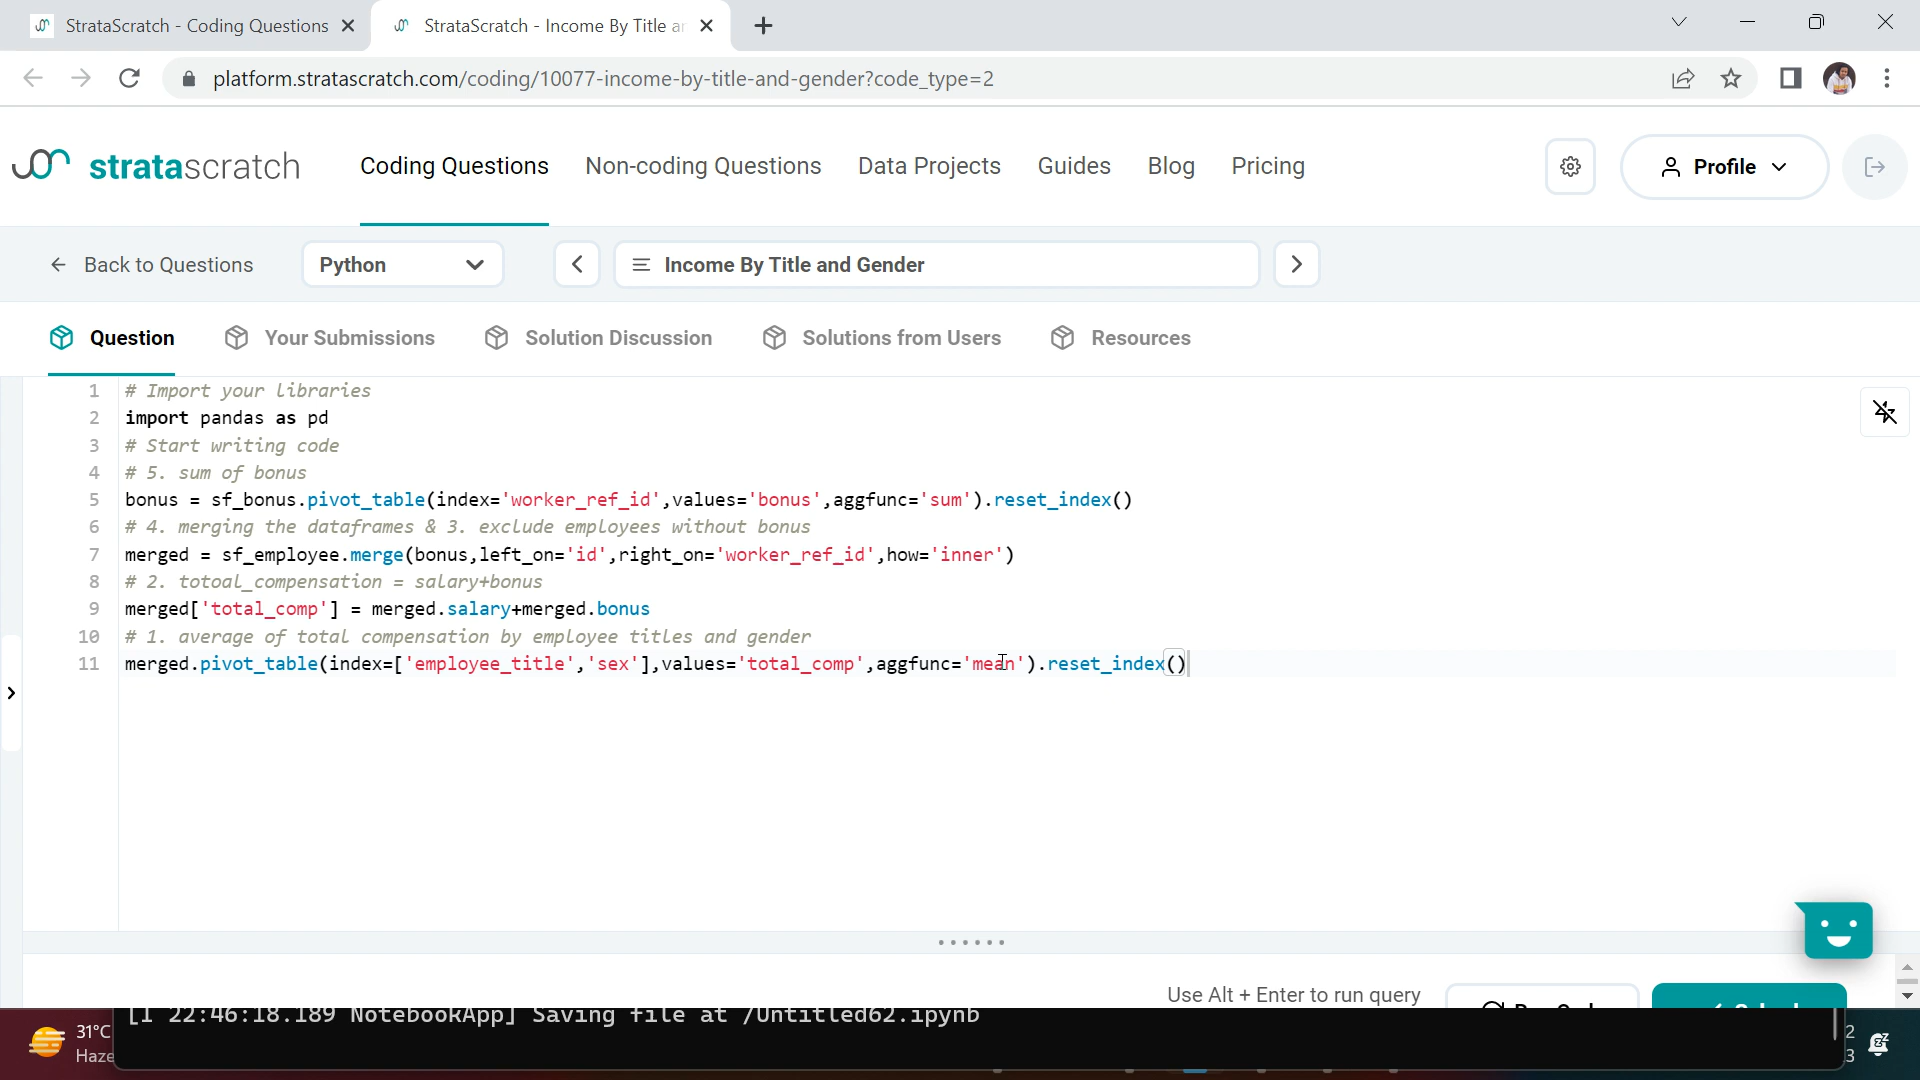 StrataScratch - Coding Questions
StrataScratch - Income By Title ar
platform.stratascratch.com/coding/10077-income-by-title-and-gender?code_type=2
stratascratch
Coding Questions
Non-coding Questions
Data Projects
Guides
Blog
Pricing
Profile
Back to Questions
Python
Income By Title and Gender
Question
Your Submissions
Solution Discussion
Solutions from Users
Resources
1 # Import your libraries
2 import pandas as pd
3 # Start writing code
4 # 5. sum of bonus
5 bonus = sf_bonus.pivot_table(index='worker_ref_id',values='bonus',aggfunc='sum').reset_index()
6 # 4. merging the dataframes & 3. exclude employees without bonus
7 merged = sf_employee.merge(bonus,left_on='id',right_on='worker_ref_id',how='inner')
8 # 2. totoal_compensation = salary+bonus
9 merged['total_comp'] = merged.salary+merged.bonus
10 # 1. average of total compensation by employee titles and gender
11 merged.pivot_table(index=['employee_title','sex'],values='total_comp',aggfunc='mean').reset_index()
Use Alt + Enter to run query
[I 22:46:18.189 NotebookApp] Saving file at /Untitled62.ipynb
31°C
Haze
2
3